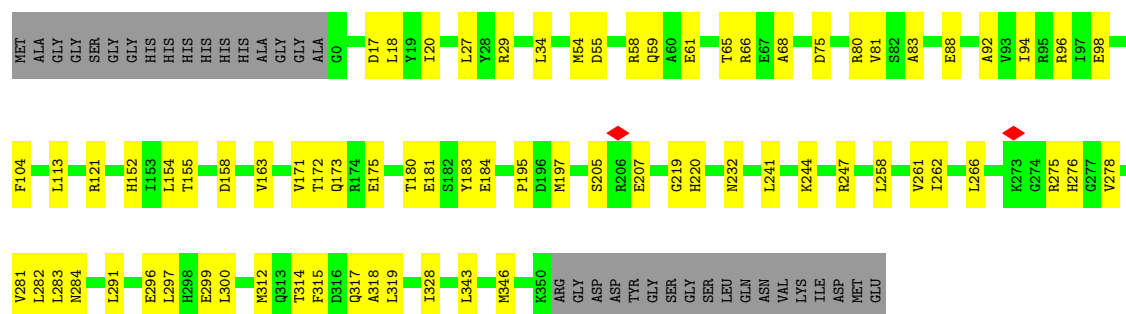 MET ALA GLY GLY SER GLY GLY HIS HIS HIS HIS HIS HIS ALA GLY GLY ALA G0 D17 L18 Y19 I20 L27 Y28 R29 L34 M54 D55 R58 Q59 A60 E61 T65 R66 E67 A68 D75 R80 V81 S82 A83 E88 A92 V93 I94 R95 R96 I97 E98
F104 L113 R121 H152 I153 L154 T155 D158 V163 V171 T172 Q173 R174 E175 T180 E181 S182 Y183 E184 P195 D196 M197 S205 R206 E207 G219 H220 N232 L241 K244 R247 L258 V261 I262 L266 K273 G274 R275 H276 G277 V278
V281 L282 L283 N284 L291 E296 L297 H298 E299 L300 M312 Q313 T314 F315 D316 Q317 A318 L319 I328 L343 M346 K350 ARG GLY ASP ASP TYR GLY SER GLY SER LEU GLN ASN VAL LYS ILE ASP MET GLU